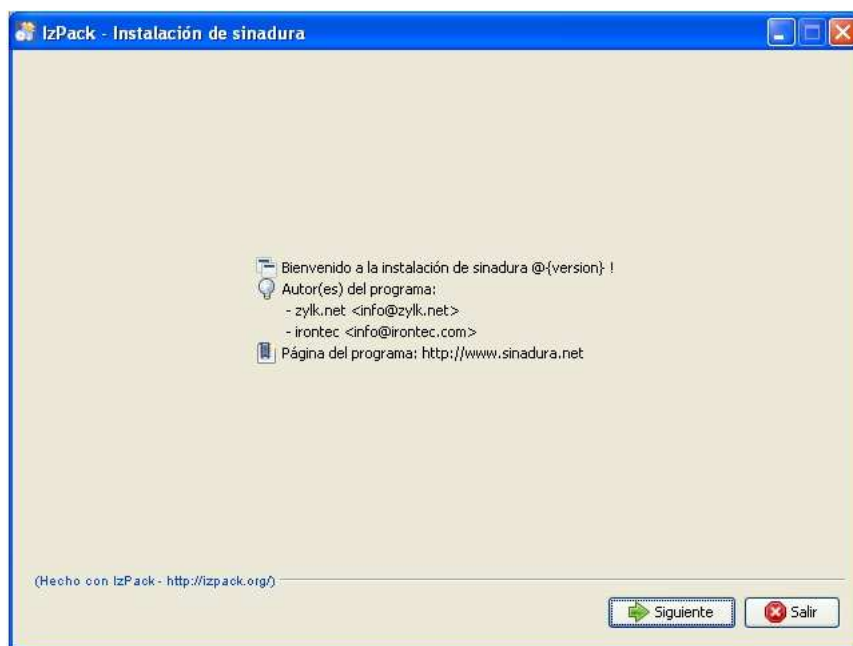 IzPack - Instalación de sinadura
Bienvenido a la instalación de sinadura @{version} !
Autor(es) del programa:
- zylk.net <info@zylk.net>
- irontec <info@irontec.com>
Página del programa: http://www.sinadura.net
(Hecho con IzPack - http://izpack.org/)
Siguiente
Salir